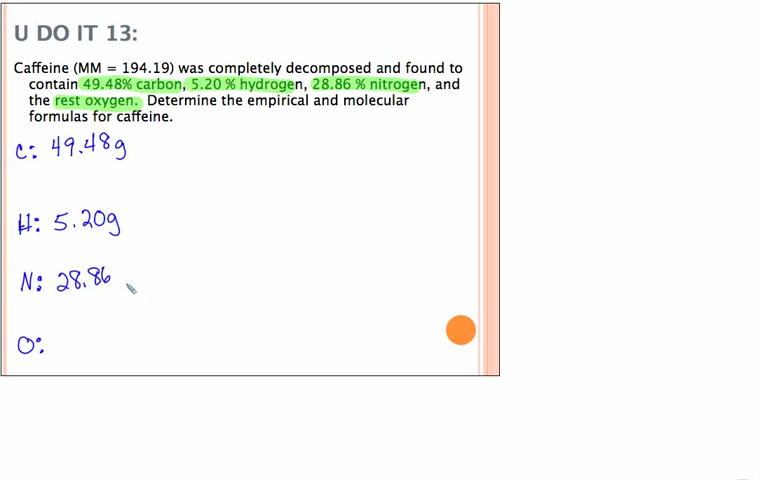 U DO IT 13:
Caffeine (MM = 194.19) was completely decomposed and found to
contain 49.48% carbon, 5.20 % hydrogen, 28.86 % nitrogen, and
the rest oxygen. Determine the empirical and molecular
formulas for caffeine.
C: 49.48g
H: 5.20g
N: 28.86
O: